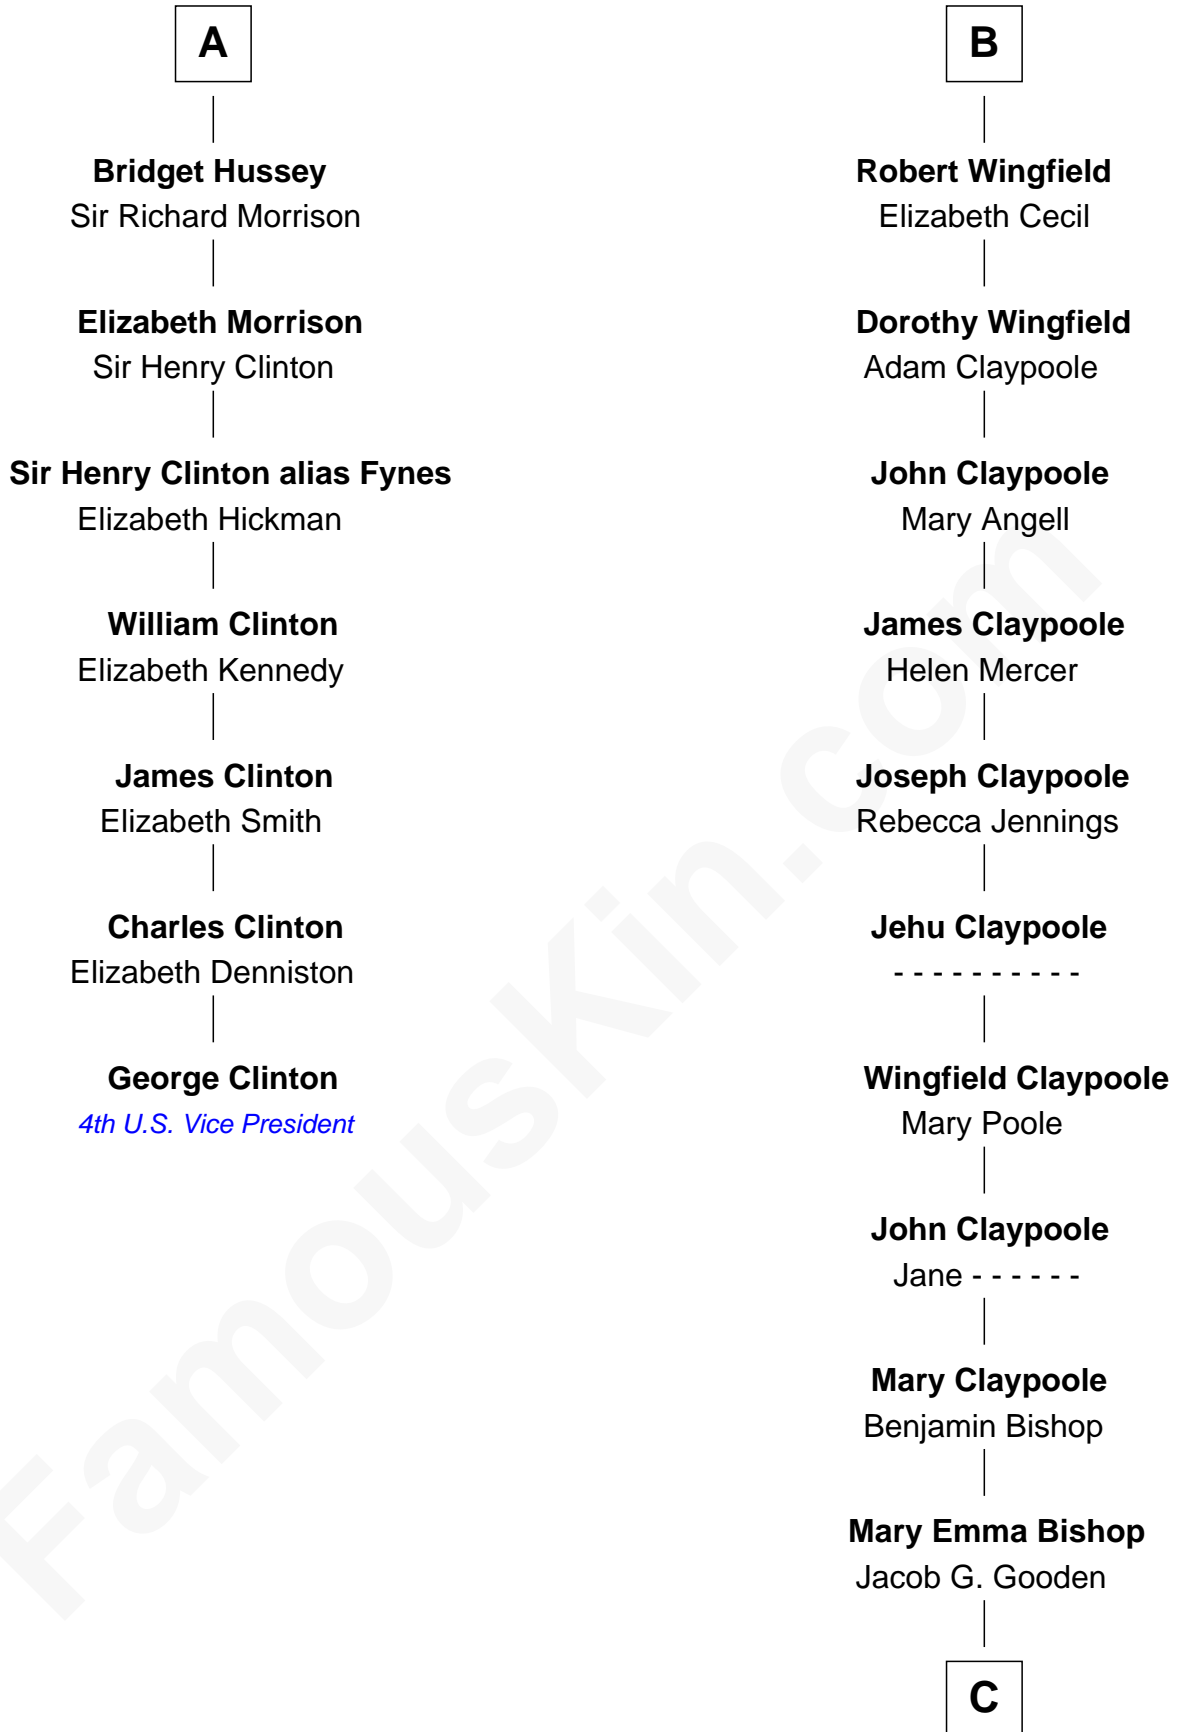 A
Bridget Hussey
Sir Richard Morrison
Elizabeth Morrison
Sir Henry Clinton
Sir Henry Clinton alias Fynes
Elizabeth Hickman
William Clinton
Elizabeth Kennedy
James Clinton
Elizabeth Smith
Charles Clinton
Elizabeth Denniston
George Clinton
4th U.S. Vice President
B
Robert Wingfield
Elizabeth Cecil
Dorothy Wingfield
Adam Claypoole
John Claypoole
Mary Angell
James Claypoole
Helen Mercer
Joseph Claypoole
Rebecca Jennings
Jehu Claypoole
- - - - - - - - - -
Wingfield Claypoole
Mary Poole
John Claypoole
Jane - - - - - -
Mary Claypoole
Benjamin Bishop
Mary Emma Bishop
Jacob G. Gooden
C
FamousKin.com